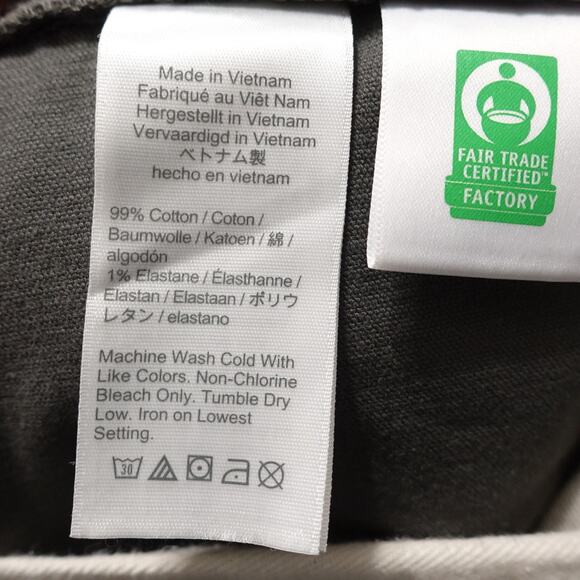 Made in Vietnam
Fabriqué au Viêt Nam
Hergestellt in Vietnam
Vervaardigd in Vietnam
ベトナム製
hecho en vietnam
99% Cotton / Coton /
Baumwolle / Katoen / 綿 /
algodón
1% Elastane / Élasthanne /
Elastan / Elastaan / ポリウ
レタン / elastano
Machine Wash Cold With
Like Colors. Non-Chlorine
Bleach Only. Tumble Dry
Low. Iron on Lowest
Setting.
30
FAIR TRADE
CERTIFIED™
FACTORY